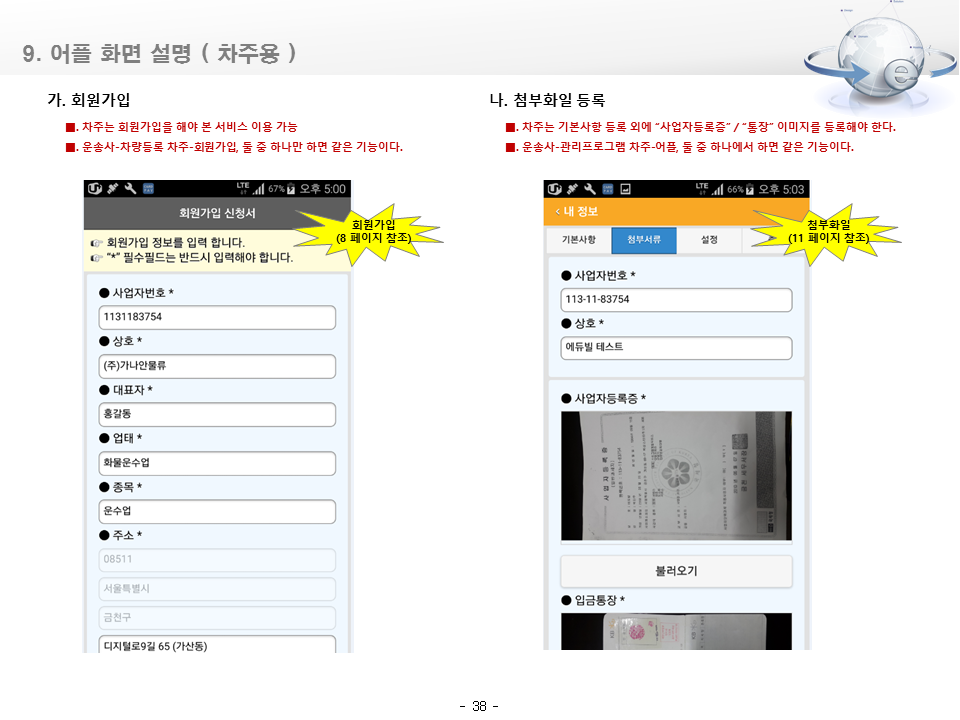 9. 어플 화면 설명 ( 차주용 )
가. 회원가입
■. 차주는 회원가입을 해야 본 서비스 이용 가능
■. 운송사-차량등록 차주-회원가입, 둘 중 하나만 하면 같은 기능이다.
LTE 67% 오후 5:00
회원가입 신청서
회원가입
(8 페이지 참조)
☞ 회원가입 정보를 입력 합니다.
☞ "*" 필수필드는 반드시 입력해야 합니다.
● 사업자번호 *
1131183754
● 상호 *
(주)가나안물류
● 대표자 *
홍갈동
● 업태 *
화물운수업
● 종목 *
운수업
● 주소 *
08511
서울특별시
금천구
디지털로9길 65 (가산동)
나. 첨부화일 등록
■. 차주는 기본사항 등록 외에 "사업자등록증" / "통장" 이미지를 등록해야 한다.
■. 운송사-관리프로그램 차주-어플, 둘 중 하나에서 하면 같은 기능이다.
LTE 66% 오후 5:03
< 내 정보
첨부화일
(11 페이지 참조)
기본사항 첨부서류 설정
● 사업자번호 *
113-11-83754
● 상호 *
에듀빌 테스트
● 사업자등록증 *
사업자등록증
불러오기
● 입금통장 *
- 38 -